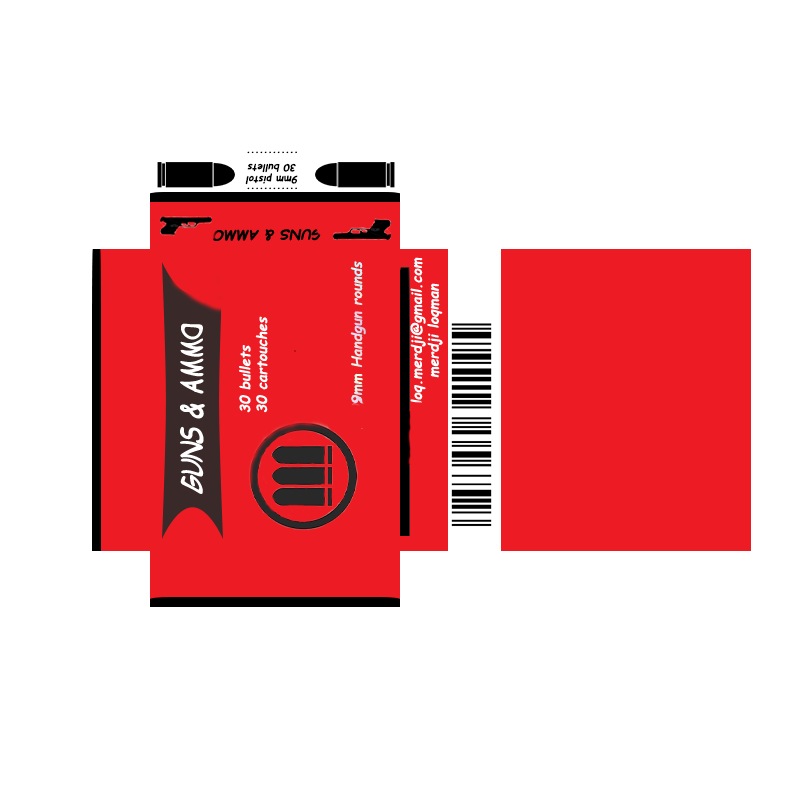 9mm pistol
30 bullets
GUNS & AMMO
GUNS & AMMO
30 bullets
30 cartouches
9mm Handgun rounds
loq.merdji@gmail.com
merdji loqman